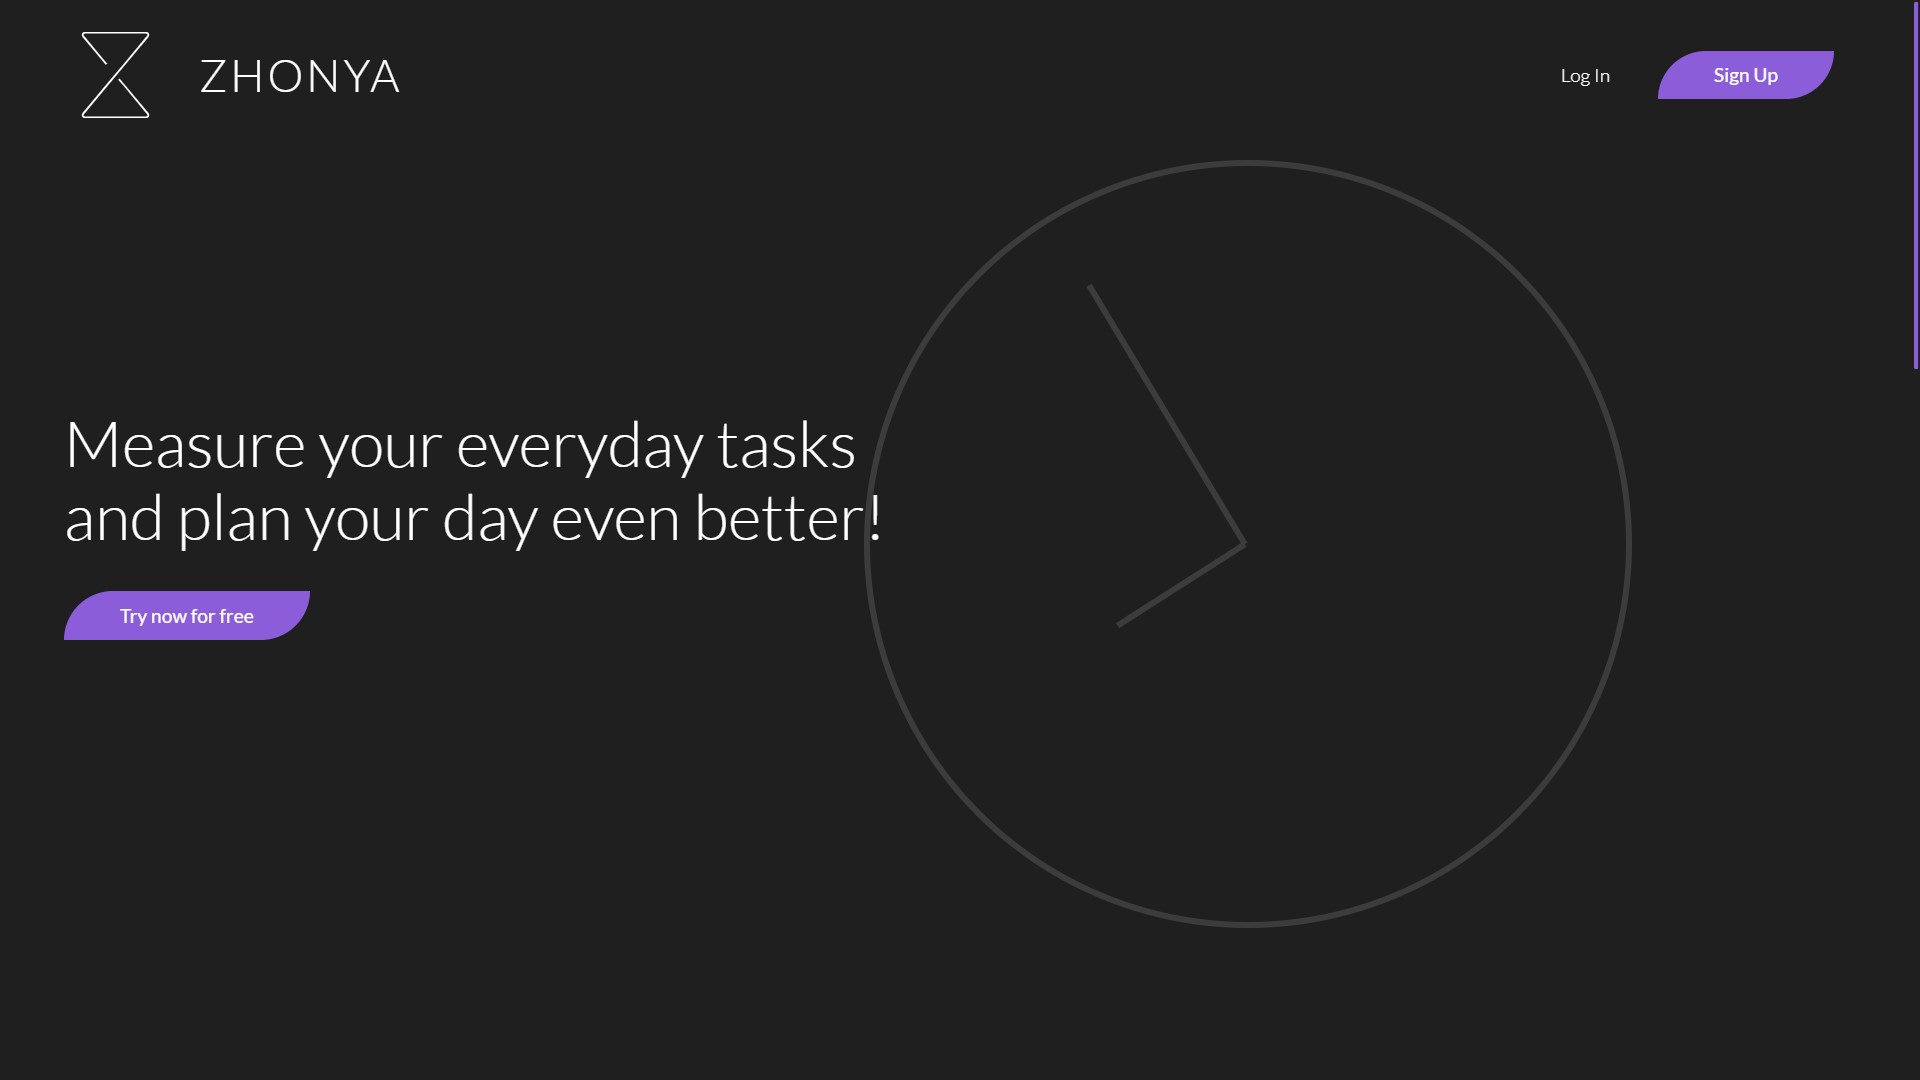 ZHONYA
Log In
Sign Up
Measure your everyday tasks
and plan your day even better!
Try now for free